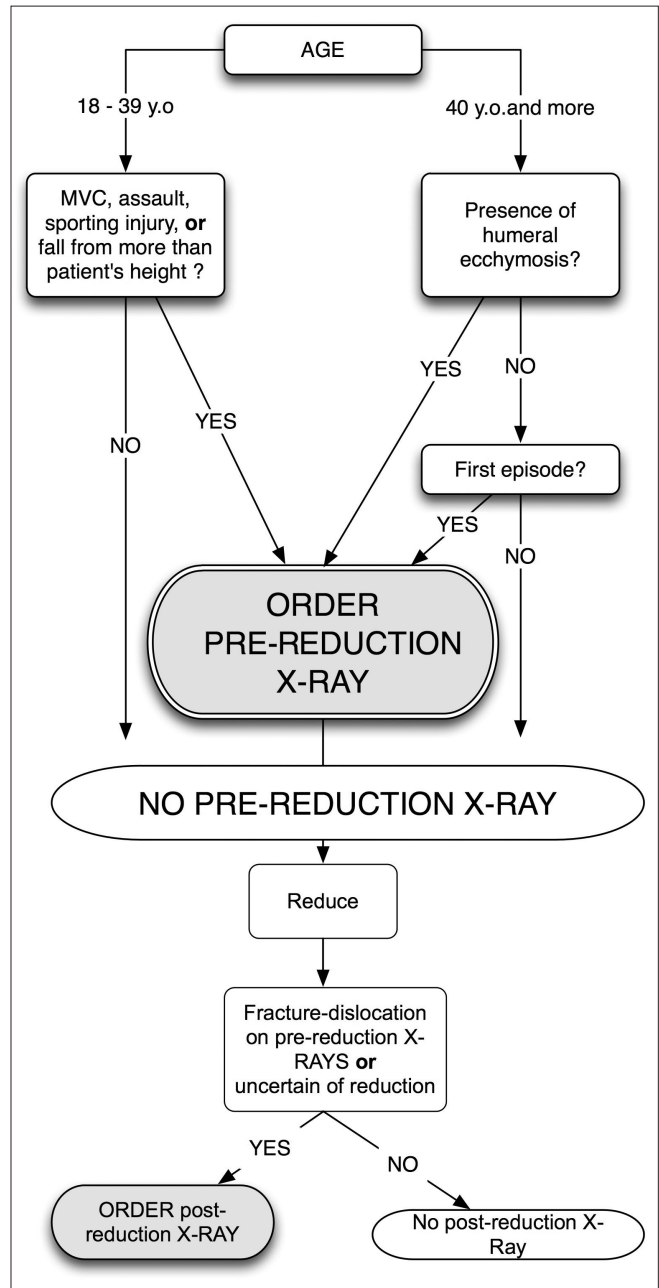 AGE
18 - 39 y.o
40 y.o.and more
MVC, assault,
sporting injury, or
fall from more than
patient's height ?
Presence of
humeral
ecchymosis?
YES
NO
YES
NO
First episode?
YES
NO
ORDER
PRE-REDUCTION
X-RAY
NO PRE-REDUCTION X-RAY
Reduce
Fracture-dislocation
on pre-reduction X-
RAYS or
uncertain of reduction
YES
NO
ORDER post-
reduction X-RAY
No post-reduction X-
Ray